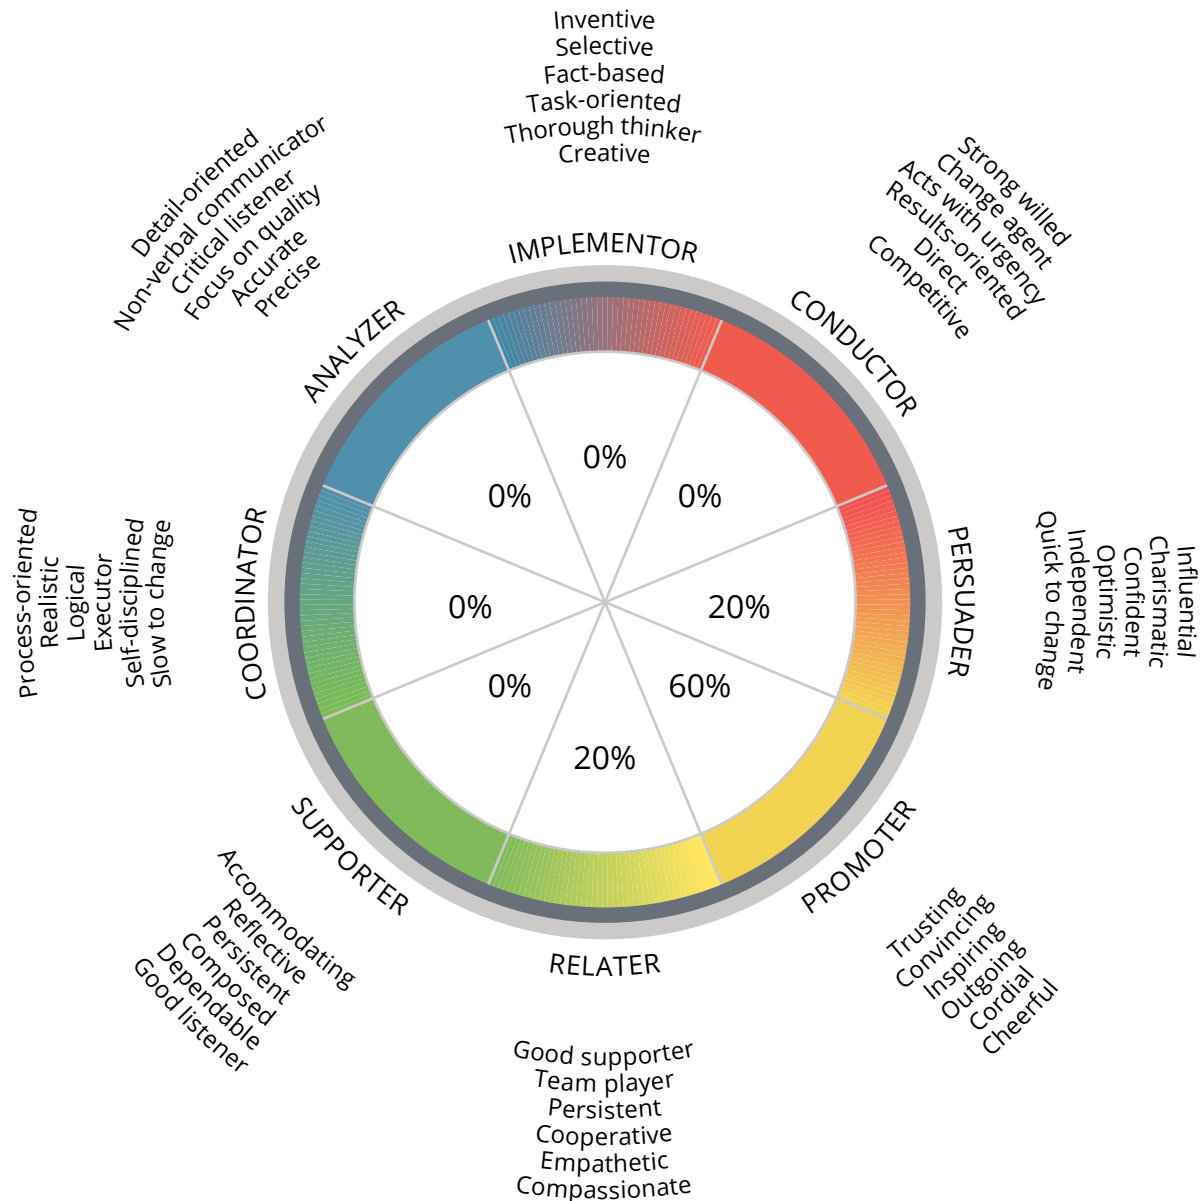 Inventive
Selective
Fact-based
Task-oriented
Thorough thinker
Creative
IMPLEMENTOR
Strong willed
Change agent
Acts with urgency
Results-oriented
Direct
Competitive
CONDUCTOR
Influential
Charismatic
Confident
Optimistic
Independent
Quick to change
PERSUADER
Trusting
Convincing
Inspiring
Outgoing
Cordial
Cheerful
PROMOTER
RELATER
Good supporter
Team player
Persistent
Cooperative
Empathetic
Compassionate
SUPPORTER
Accommodating
Reflective
Persistent
Composed
Dependable
Good listener
COORDINATOR
Process-oriented
Realistic
Logical
Executor
Self-disciplined
Slow to change
ANALYZER
Detail-oriented
Non-verbal communicator
Critical listener
Focus on quality
Accurate
Precise
0%
0%
20%
60%
20%
0%
0%
0%